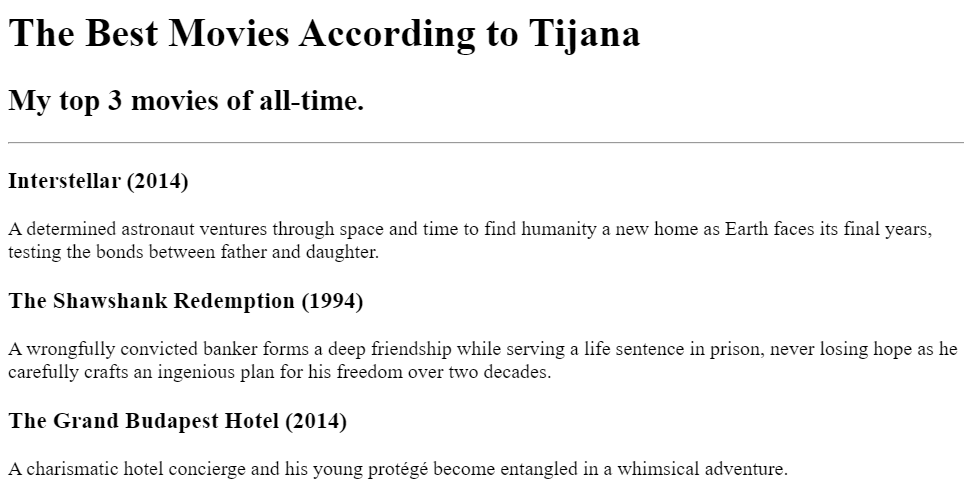 The Best Movies According to Tijana
My top 3 movies of all-time.
Interstellar (2014)
A determined astronaut ventures through space and time to find humanity a new home as Earth faces its final years,
testing the bonds between father and daughter.
The Shawshank Redemption (1994)
A wrongfully convicted banker forms a deep friendship while serving a life sentence in prison, never losing hope as he
carefully crafts an ingenious plan for his freedom over two decades.
The Grand Budapest Hotel (2014)
A charismatic hotel concierge and his young protégé become entangled in a whimsical adventure.